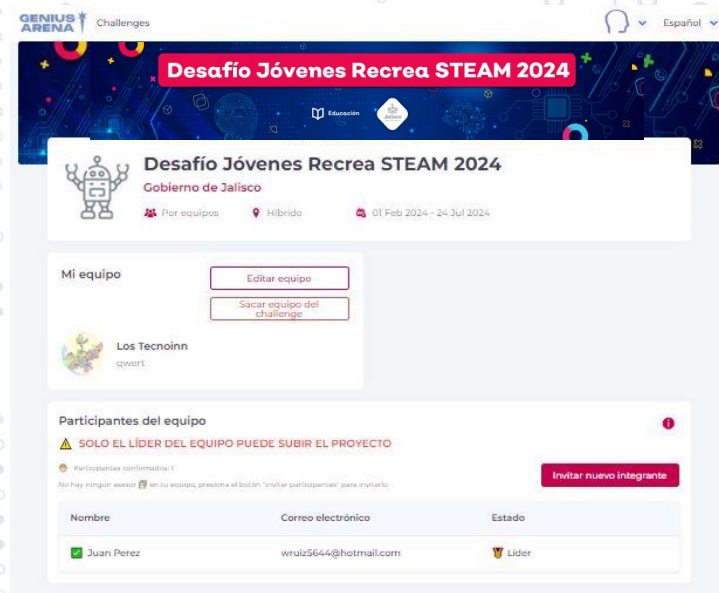 GENIUS
ARENA
Challenges
Español
Desafío Jóvenes Recrea STEAM 2024
Educación
Jalisco
Desafío Jóvenes Recrea STEAM 2024
Gobierno de Jalisco
Por equipos
Híbrido
01 Feb 2024 - 24 Jul 2024
Mi equipo
Editar equipo
Sacar equipo del
challenge
Los Tecnoinn
qwert
Participantes del equipo
SOLO EL LÍDER DEL EQUIPO PUEDE SUBIR EL PROYECTO
Participantes confirmados: 1
No hay ningún asesor en tu equipo, presiona el botón "invitar participantes" para invitarlo
Invitar nuevo integrante
Nombre Correo electrónico Estado
Juan Perez wruiz5644@hotmail.com Líder